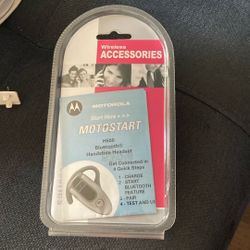 Wireless
ACCESSORIES
MOTOROLA
Start Here
MOTOSTART
H500
Bluetooth®
Handsfree Headset
Get Connected in
4 Quick Steps
1 - CHARGE
2 - START
BLUETOOTH
FEATURE
3 - PAIR
4 - TEST AND US